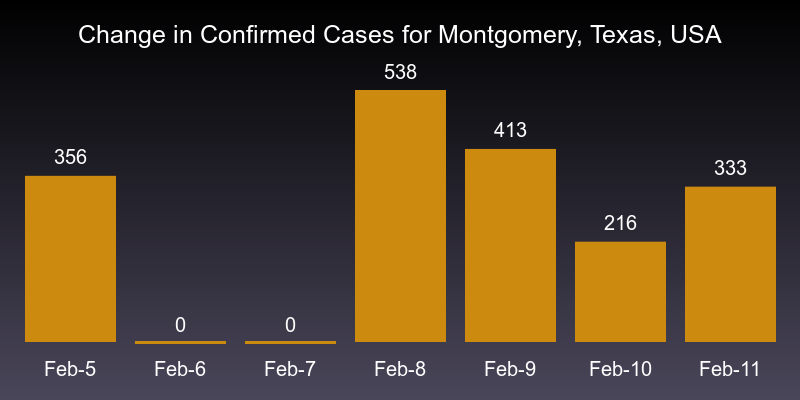 Change in Confirmed Cases for Montgomery, Texas, USA
538
413
356
333
216
0
0
Feb-5
Feb-6
Feb-7
Feb-8
Feb-9
Feb-10
Feb-11